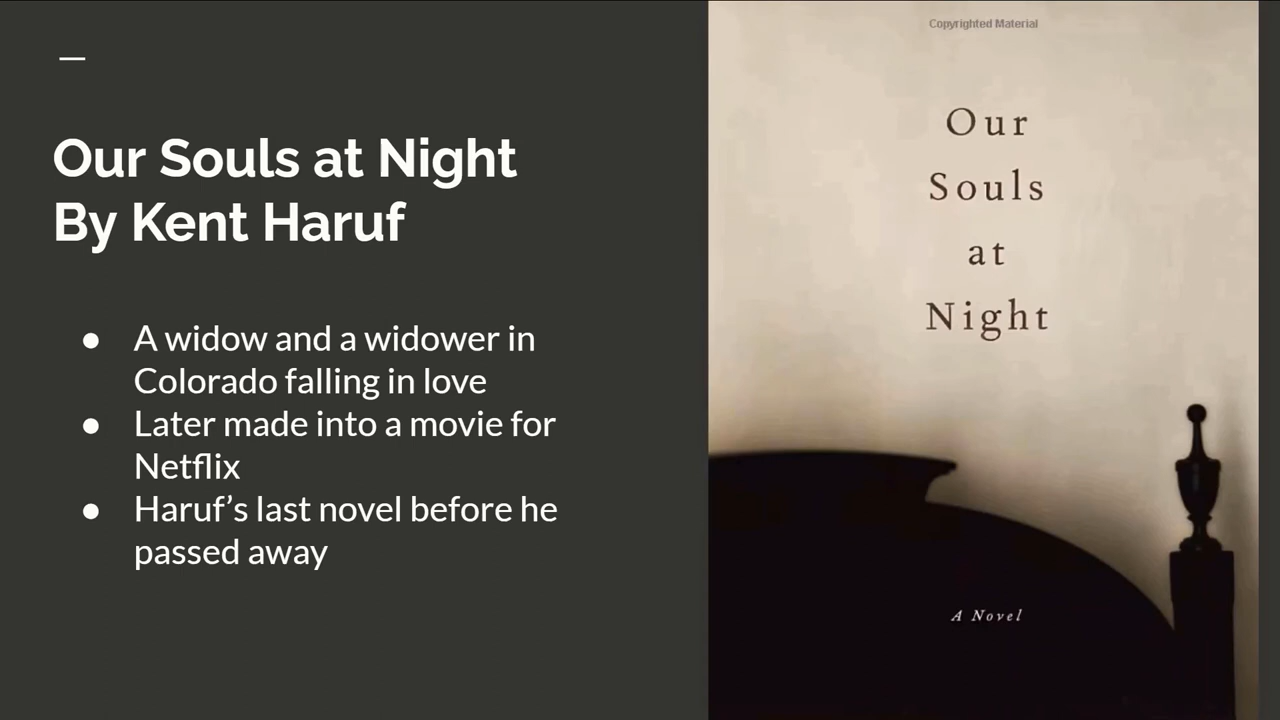 Our Souls at Night
By Kent Haruf
● A widow and a widower in
Colorado falling in love
● Later made into a movie for
Netflix
● Haruf’s last novel before he
passed away
Copyrighted Material
Our
Souls
at
Night
A Novel